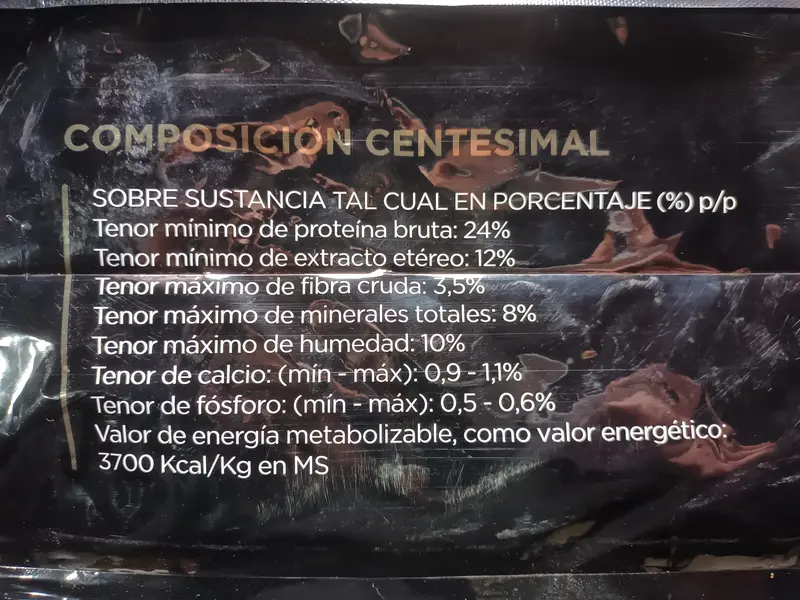 COMPOSICIÓN CENTESIMAL
SOBRE SUSTANCIA TAL CUAL EN PORCENTAJE (%) p/p
Tenor mínimo de proteína bruta: 24%
Tenor mínimo de extracto etéreo: 12%
Tenor máximo de fibra cruda: 3,5%
Tenor máximo de minerales totales: 8%
Tenor máximo de humedad: 10%
Tenor de calcio: (mín - máx): 0,9 - 1,1%
Tenor de fósforo: (mín - máx): 0,5 - 0,6%
Valor de energía metabolizable, como valor energético:
3700 Kcal/Kg en MS